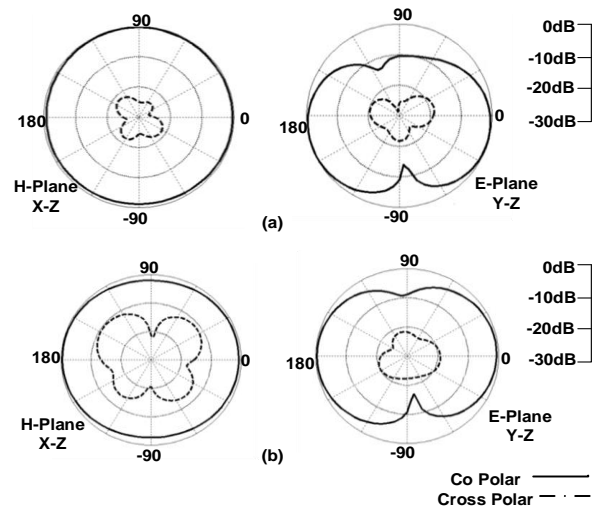 90
90
0dB
-10dB
-20dB
-30dB
180
0
180
0
H-Plane
X-Z
E-Plane
Y-Z
-90
-90
(a)
90
90
0dB
-10dB
-20dB
-30dB
180
0
180
0
H-Plane
X-Z
E-Plane
Y-Z
-90
-90
(b)
Co Polar
Cross Polar